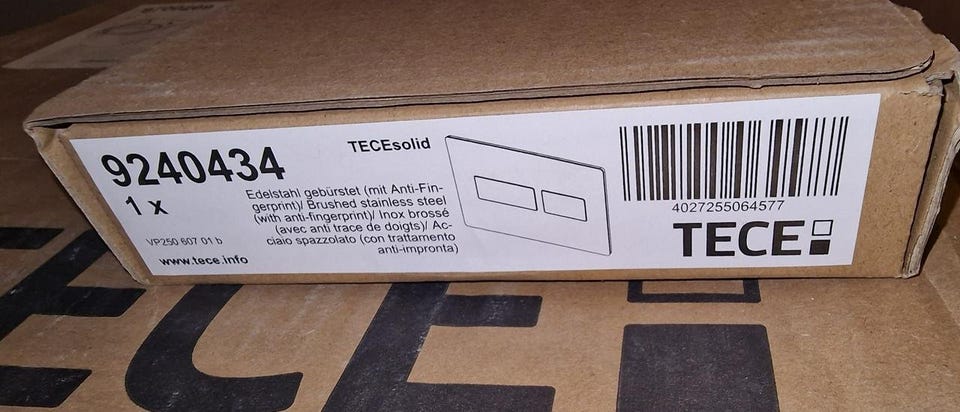 9240434
1 x
TECEsolid
Edelstahl gebürstet (mit Anti-Fin-
gerprint)/ Brushed stainless steel
(with anti-fingerprint)/ Inox brossé
(avec anti trace de doigts)/ Ac-
ciaio spazzolato (con trattamento
anti-impronta)
VP250 607 01 b
www.tece.info
4027255064577
TECE
ECE